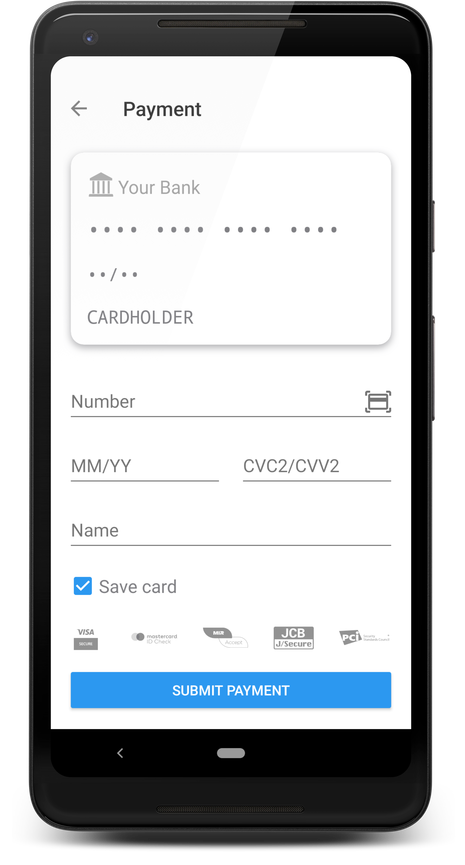 Payment
Your Bank
•••• •••• •••• ••••
••/••
CARDHOLDER
Number
MM/YY CVC2/CVV2
Name
Save card
VISA mastercard MIR JCB PCI
SECURE ID Check Accept J/Secure
SUBMIT PAYMENT